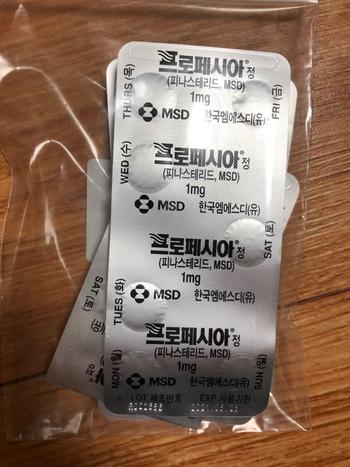 THURS (목)
프로페시아® 정
(피나스테리드, MSD)
1mg
FRI (금)
MSD 한국엠에스디(유)
WED (수)
프로페시아® 정
(피나스테리드, MSD)
1mg
MSD 한국엠에스디(유)
SAT (토)
프로페시아® 정
(피나스테리드, MSD)
1mg
TUES (화)
MSD 한국엠에스디(유)
프로페시아® 정
(피나스테리드, MSD)
1mg
MON (월)
MSD 한국엠에스디(유)
SUN (일)
LOT 제조번호
EXP 사용기한
SAT (토)